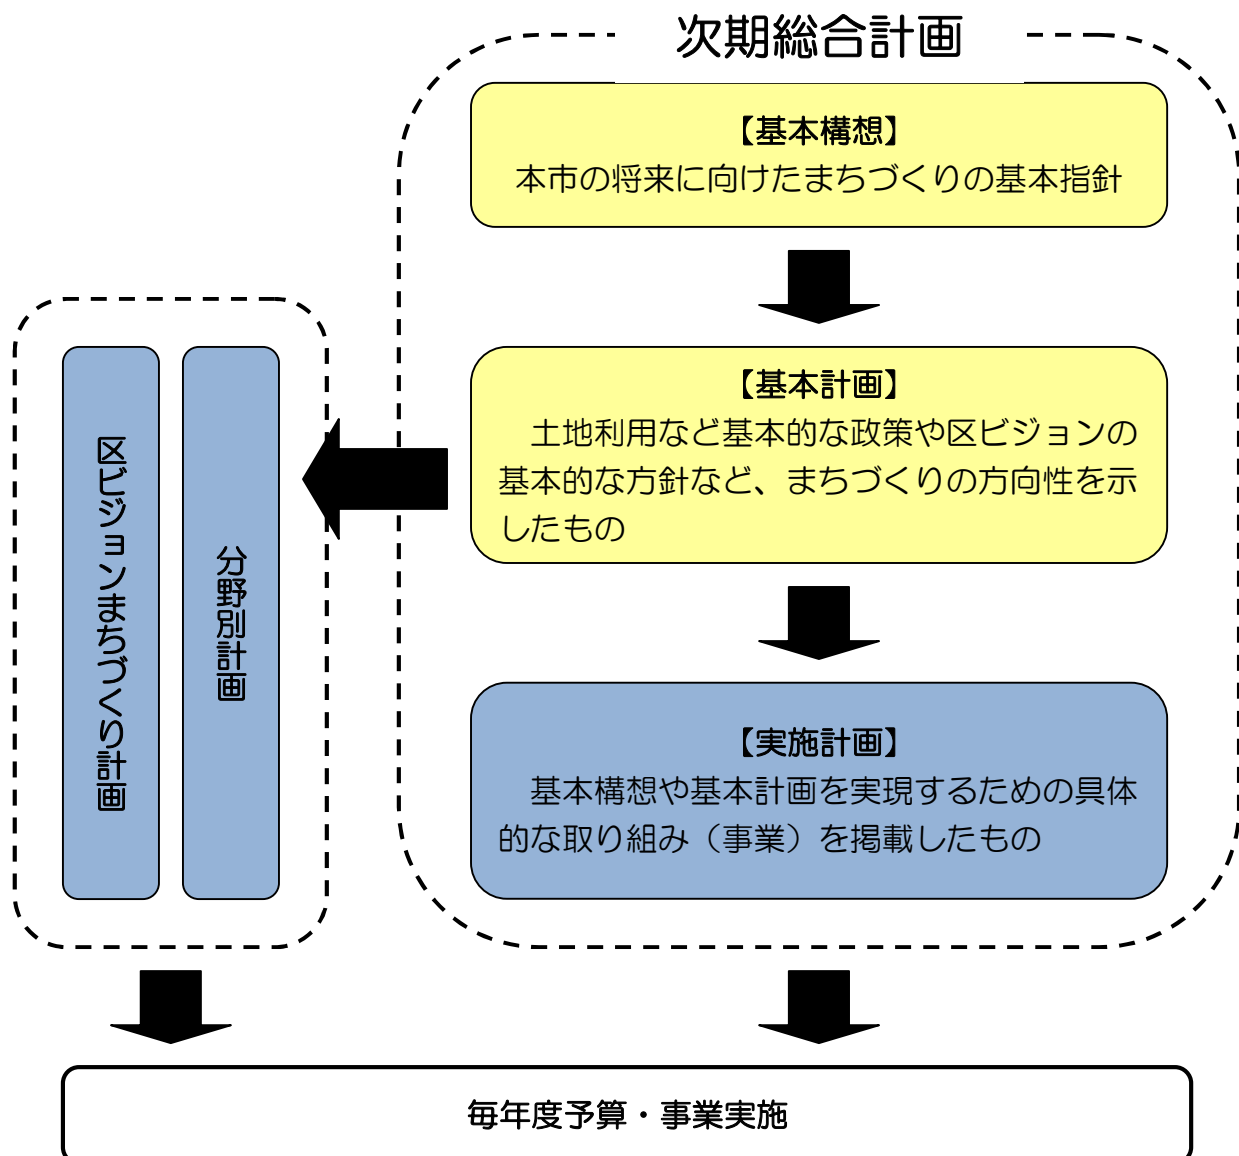 次期総合計画
【基本構想】
本市の将来に向けたまちづくりの基本指針
【基本計画】
土地利用など基本的な政策や区ビジョンの
基本的な方針など、まちづくりの方向性を示
したもの
区ビジョンまちづくり計画
分野別計画
【実施計画】
基本構想や基本計画を実現するための具体
的な取り組み（事業）を掲載したもの
毎年度予算・事業実施